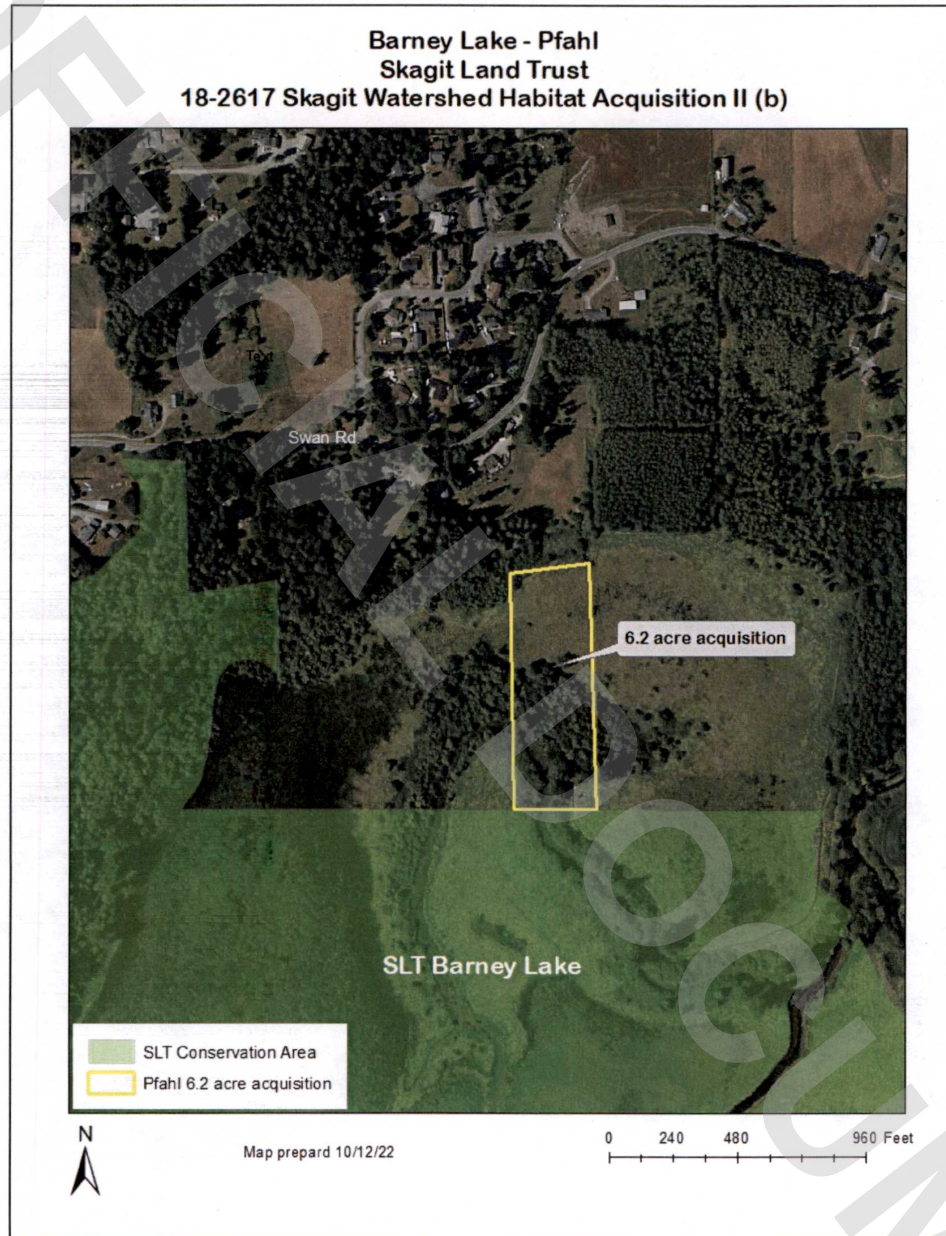 Barney Lake - Pfahl
Skagit Land Trust
18-2617 Skagit Watershed Habitat Acquisition II (b)
Text
Swan Rd
6.2 acre acquisition
SLT Barney Lake
SLT Conservation Area
Pfahl 6.2 acre acquisition
N
Map prepard 10/12/22
0 240 480 960 Feet
FICIAL DOCUM